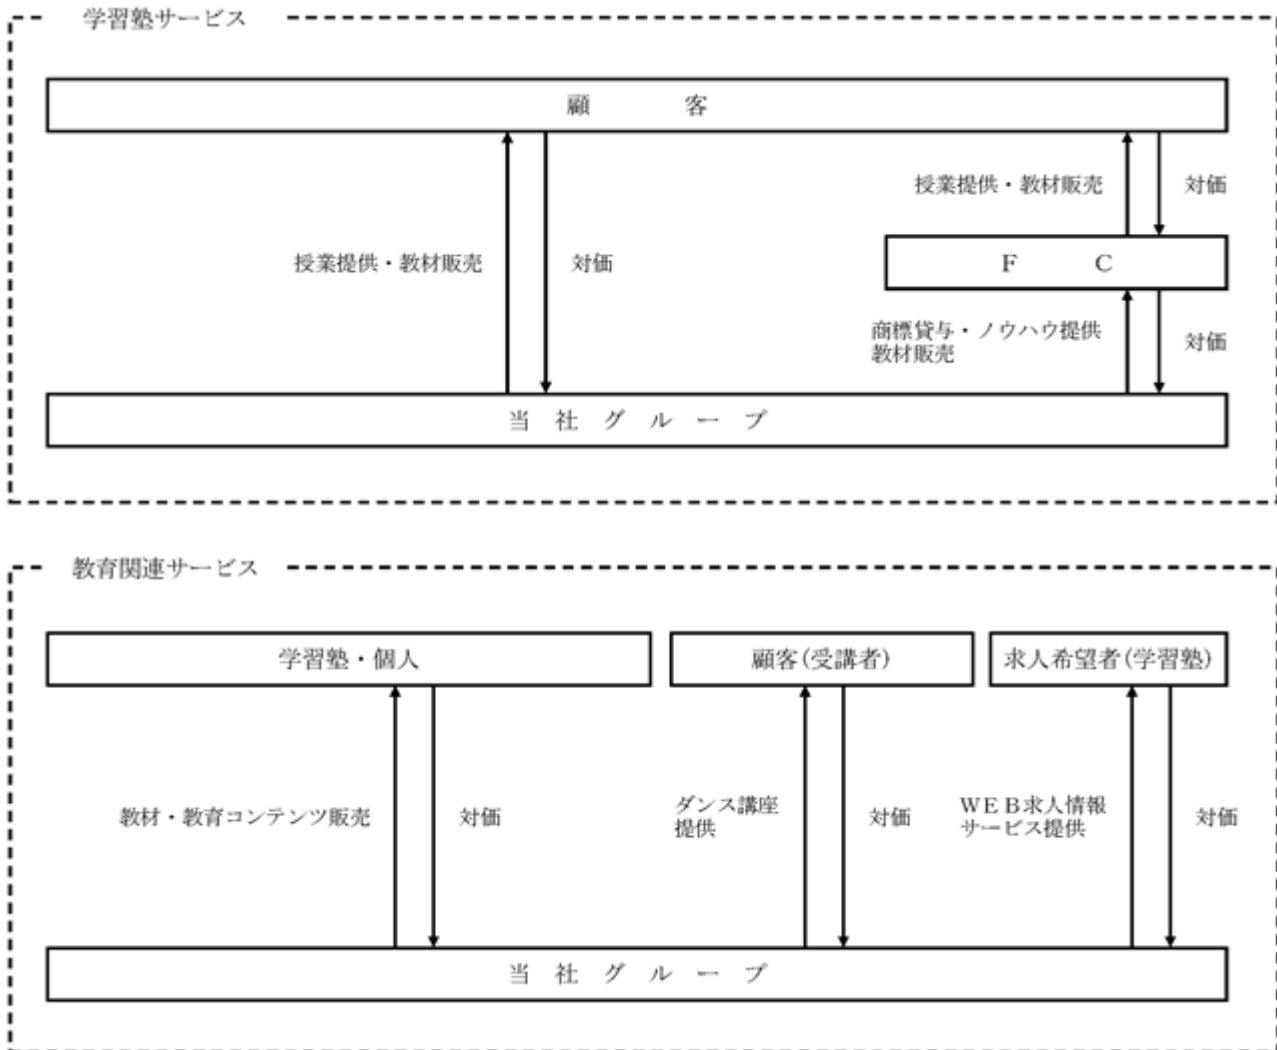 学習塾サービス
顧 客
授業提供・教材販売
対価
F C
授業提供・教材販売
対価
商標貸与・ノウハウ提供
教材販売
対価
当 社 グ ル ー プ
教育関連サービス
学習塾・個人
顧客(受講者)
求人希望者(学習塾)
教材・教育コンテンツ販売
対価
ダンス講座
提供
対価
WEB求人情報
サービス提供
対価
当 社 グ ル ー プ